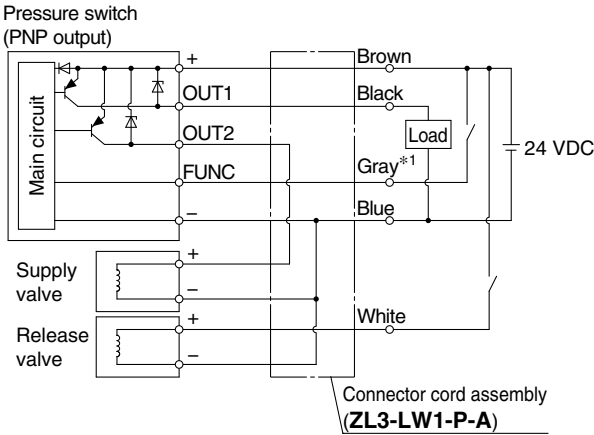 Pressure switch
(PNP output)
Main circuit
+
OUT1
OUT2
FUNC
−
Brown
Black
Load
Gray*1
Blue
24 VDC
Supply
valve
+
−
Release
valve
+
−
White
Connector cord assembly
(ZL3-LW1-P-A)